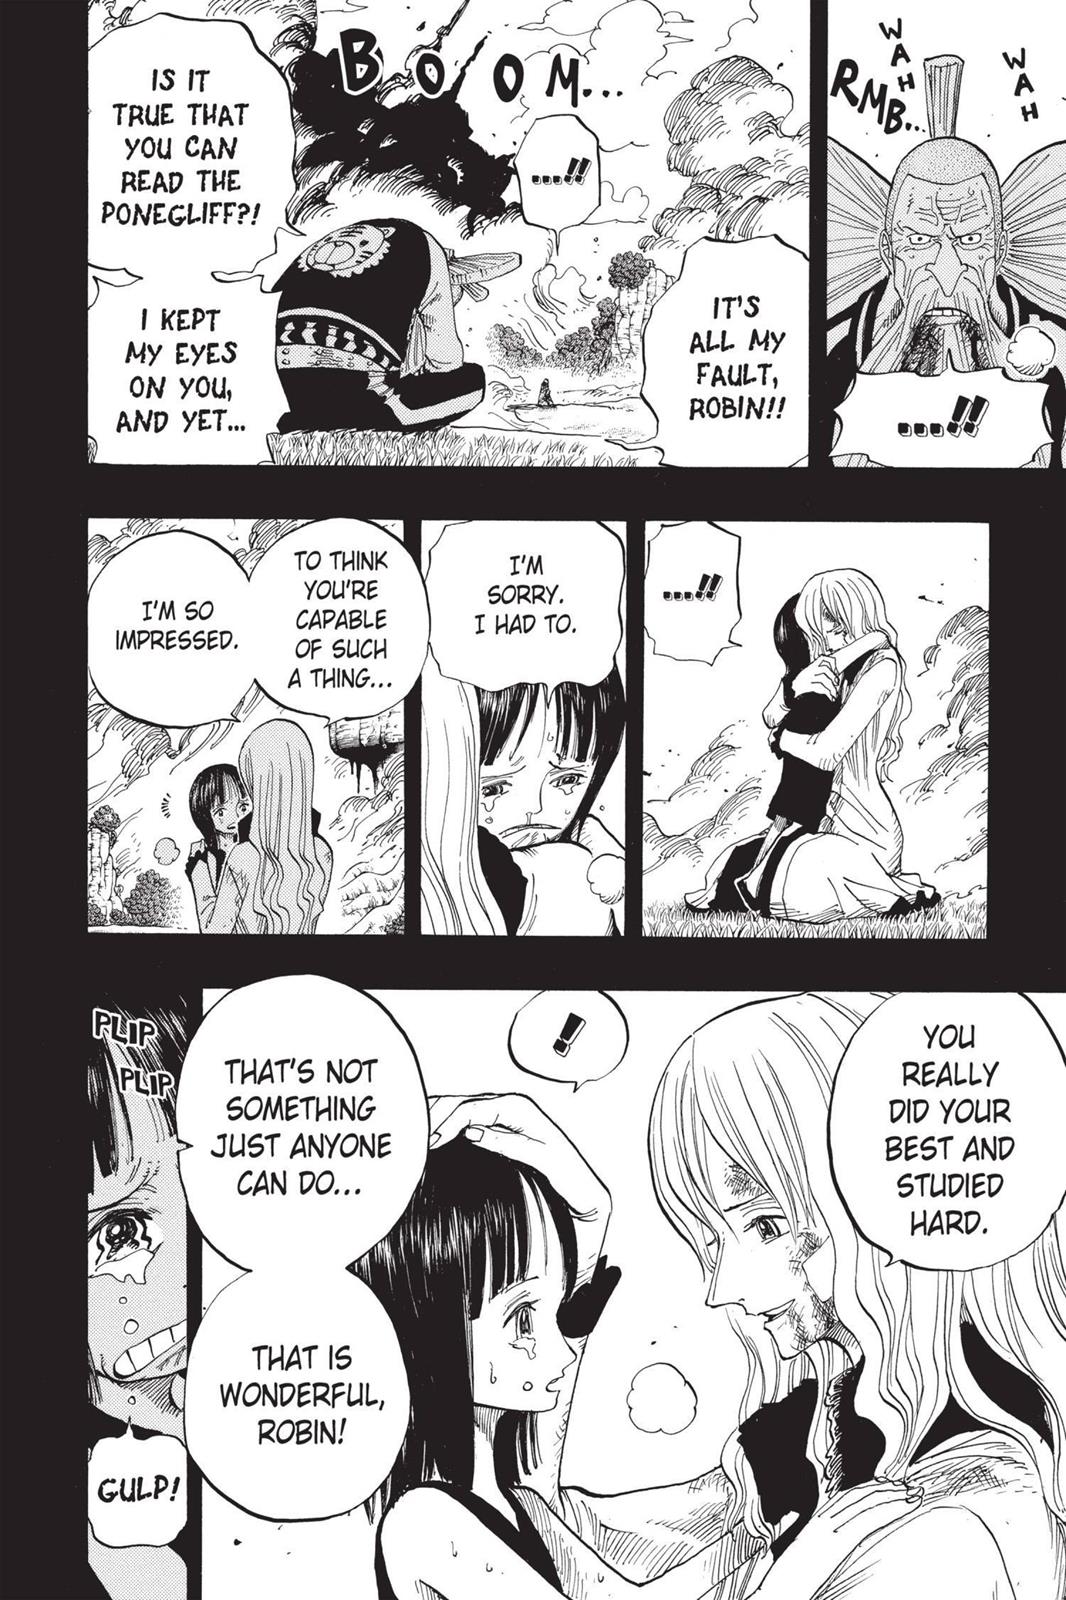 WAH
WAH
RMB...
....!!
BOOM...
....!!
IT'S
ALL MY
FAULT,
ROBIN!!
IS IT
TRUE THAT
YOU CAN
READ THE
PONEGLIFF?!
I KEPT
MY EYES
ON YOU,
AND YET...
....!!
I'M
SORRY.
I HAD TO.
TO THINK
YOU'RE
CAPABLE
OF SUCH
A THING...
I'M SO
IMPRESSED.
YOU
REALLY
DID YOUR
BEST AND
STUDIED
HARD.
!
THAT'S NOT
SOMETHING
JUST ANYONE
CAN DO...
THAT IS
WONDERFUL,
ROBIN!
PLIP
PLIP
GULP!